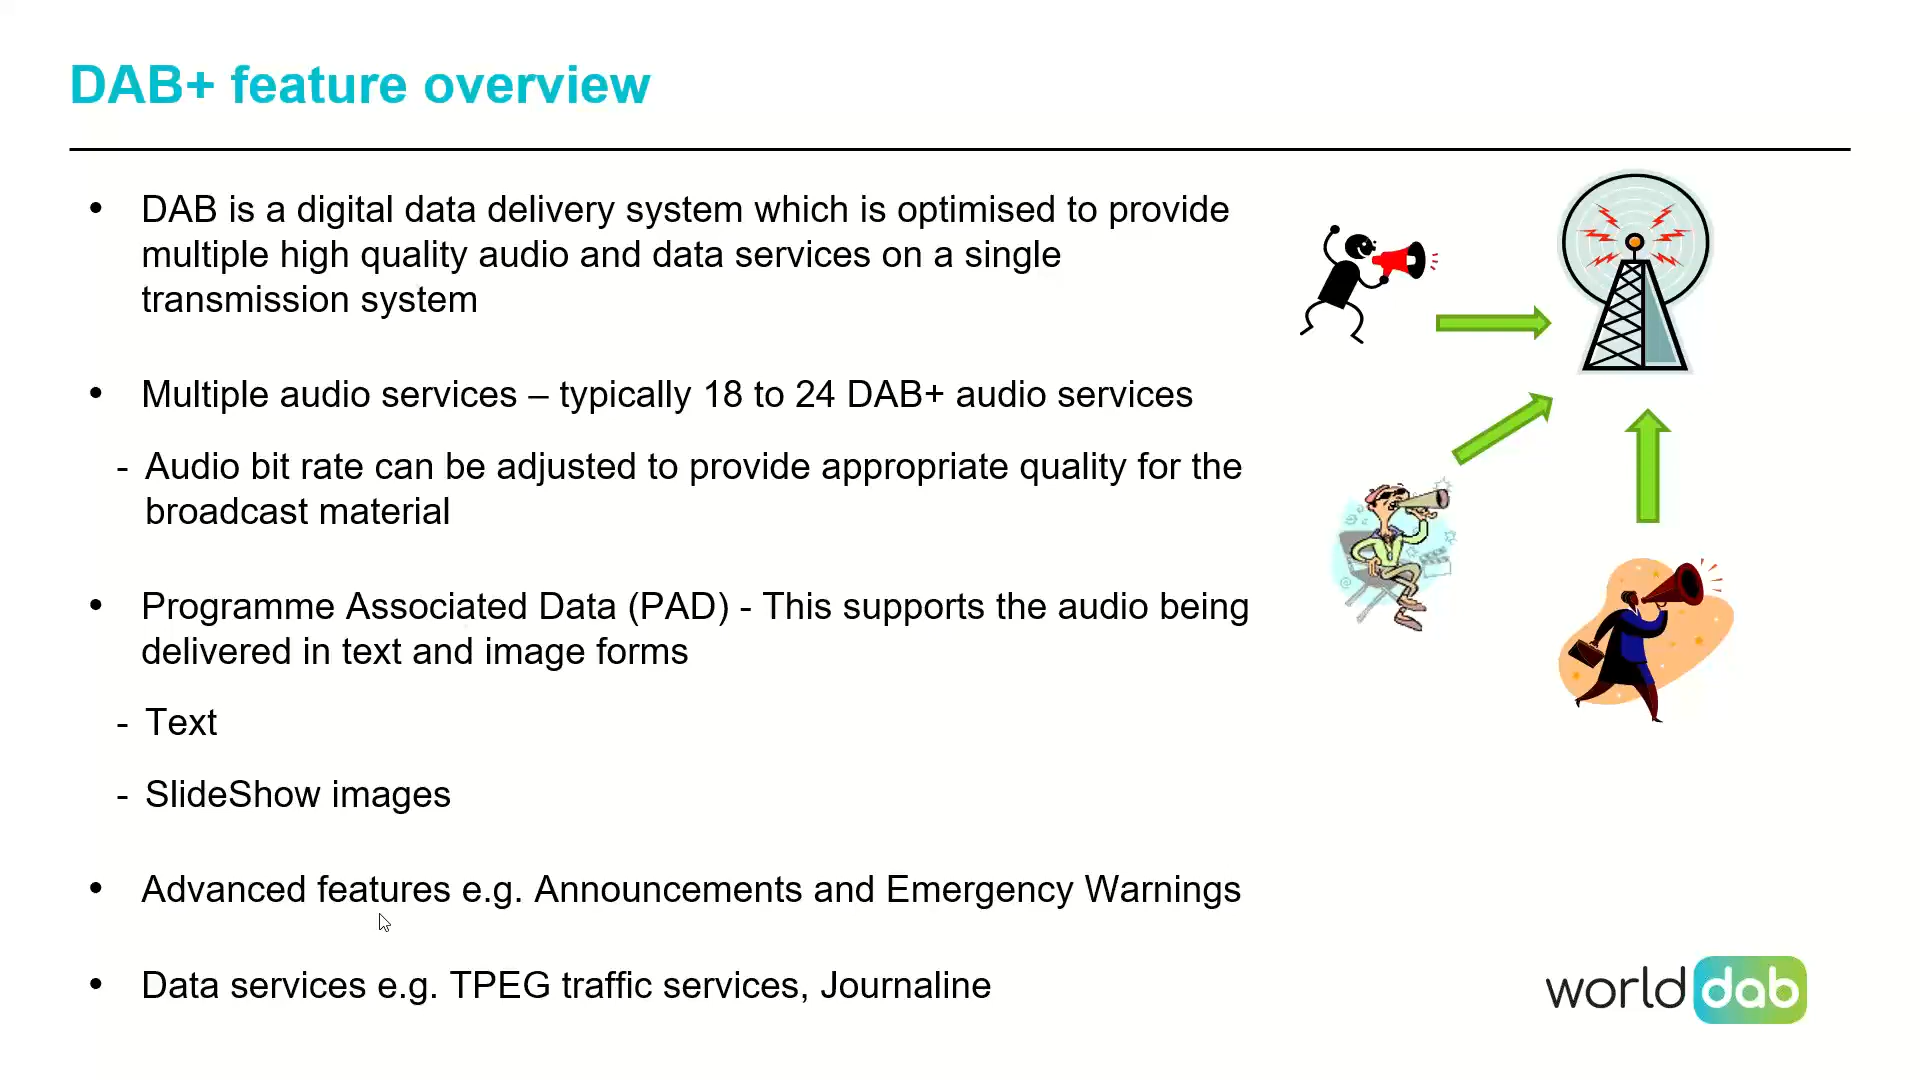 DAB+ feature overview
• DAB is a digital data delivery system which is optimised to provide
multiple high quality audio and data services on a single
transmission system
• Multiple audio services – typically 18 to 24 DAB+ audio services
- Audio bit rate can be adjusted to provide appropriate quality for the
broadcast material
• Programme Associated Data (PAD) - This supports the audio being
delivered in text and image forms
- Text
- SlideShow images
• Advanced features e.g. Announcements and Emergency Warnings
• Data services e.g. TPEG traffic services, Journaline
world dab